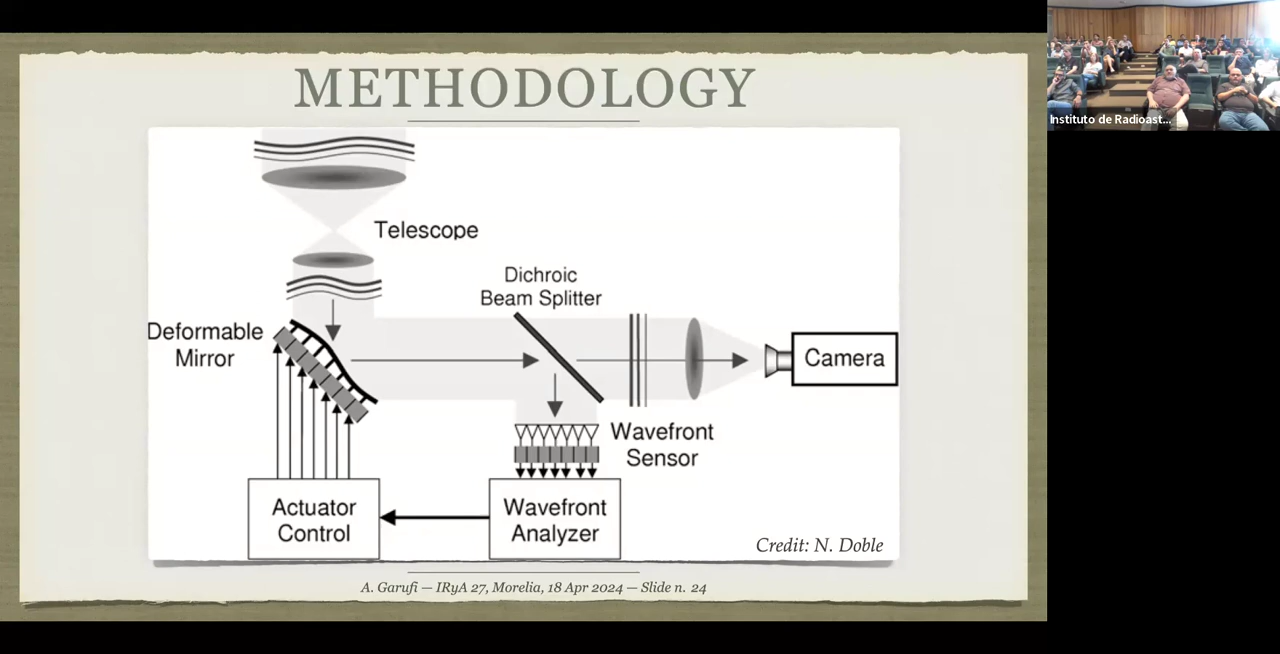 METHODOLOGY
Instituto de Radioast...
Telescope
Dichroic
Beam Splitter
Deformable
Mirror
Camera
Wavefront
Sensor
Actuator
Control
Wavefront
Analyzer
Credit: N. Doble
A. Garufi — IRyA 27, Morelia, 18 Apr 2024 — Slide n. 24